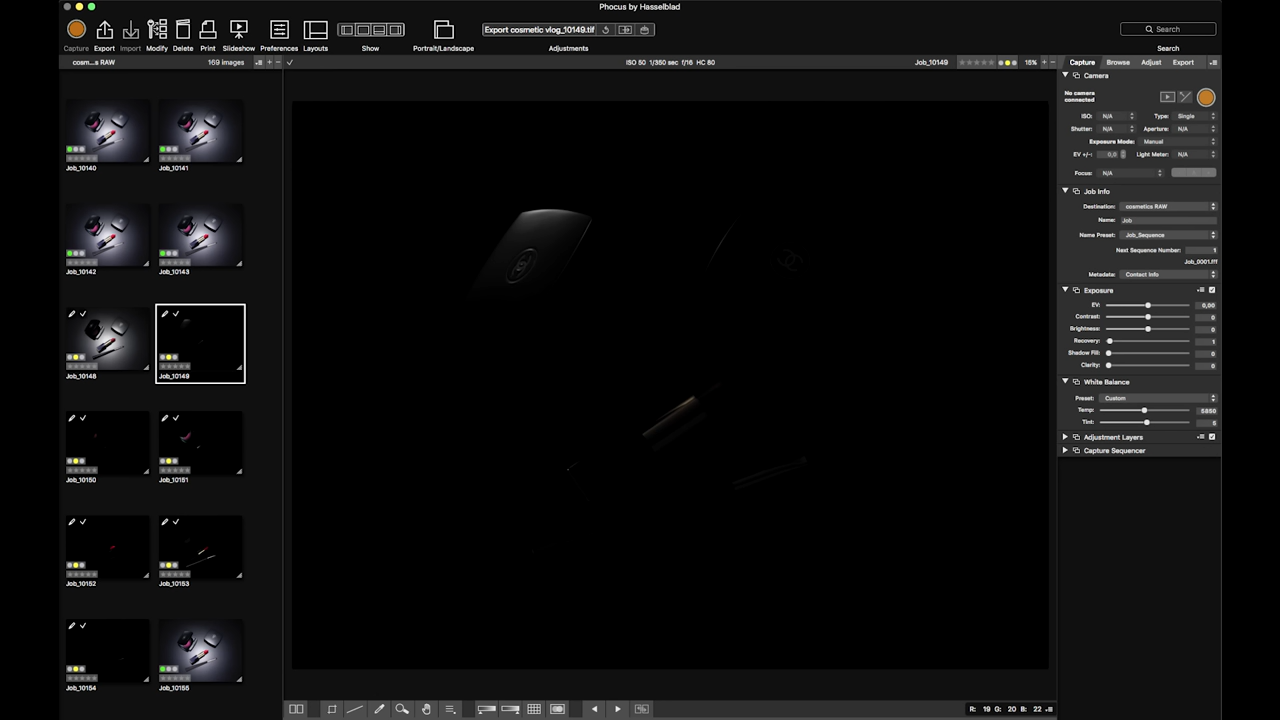 Phocus by Hasselblad
Capture Export Import Modify Delete Print Slideshow Preferences Layouts Show Portrait/Landscape
Export cosmetic vlog_10149.tif
Adjustments
Search
Search
cosm...s RAW 169 images
ISO 50 1/350 sec f/16 HC 80
Job_10149
15%
Job_10140 Job_10141
Job_10142 Job_10143
Job_10148 Job_10149
Job_10150 Job_10151
Job_10152 Job_10153
Job_10154 Job_10155
Capture Browse Adjust Export
Camera
No camera
connected
ISO: N/A Type: Single
Shutter: N/A Aperture: N/A
Exposure Mode: Manual
EV +/-: 0,0 Light Meter: N/A
Focus: N/A
Job Info
Destination: cosmetics RAW
Name: Job
Name Preset: Job_Sequence
Next Sequence Number: 1
Job_0001.fff
Metadata: Contact Info
Exposure
EV: 0,00
Contrast: 0
Brightness: 0
Recovery: 1
Shadow Fill: 0
Clarity: 0
White Balance
Preset: Custom
Temp: 5850
Tint: 5
Adjustment Layers
Capture Sequencer
R: 19 G: 20 B: 22